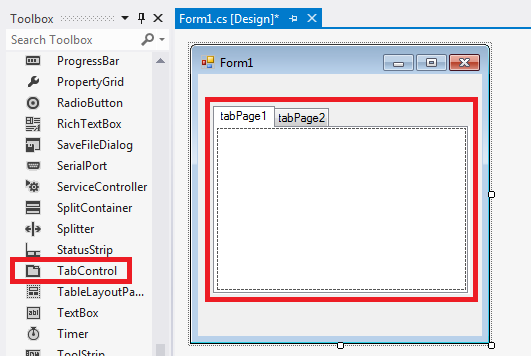 Toolbox
Form1.cs [Design]*
Search Toolbox
ProgressBar
PropertyGrid
RadioButton
RichTextBox
SaveFileDialog
SerialPort
ServiceController
SplitContainer
Splitter
StatusStrip
TabControl
TableLayoutPa...
abl
TextBox
Timer
ToolStrip
Form1
tabPage1
tabPage2